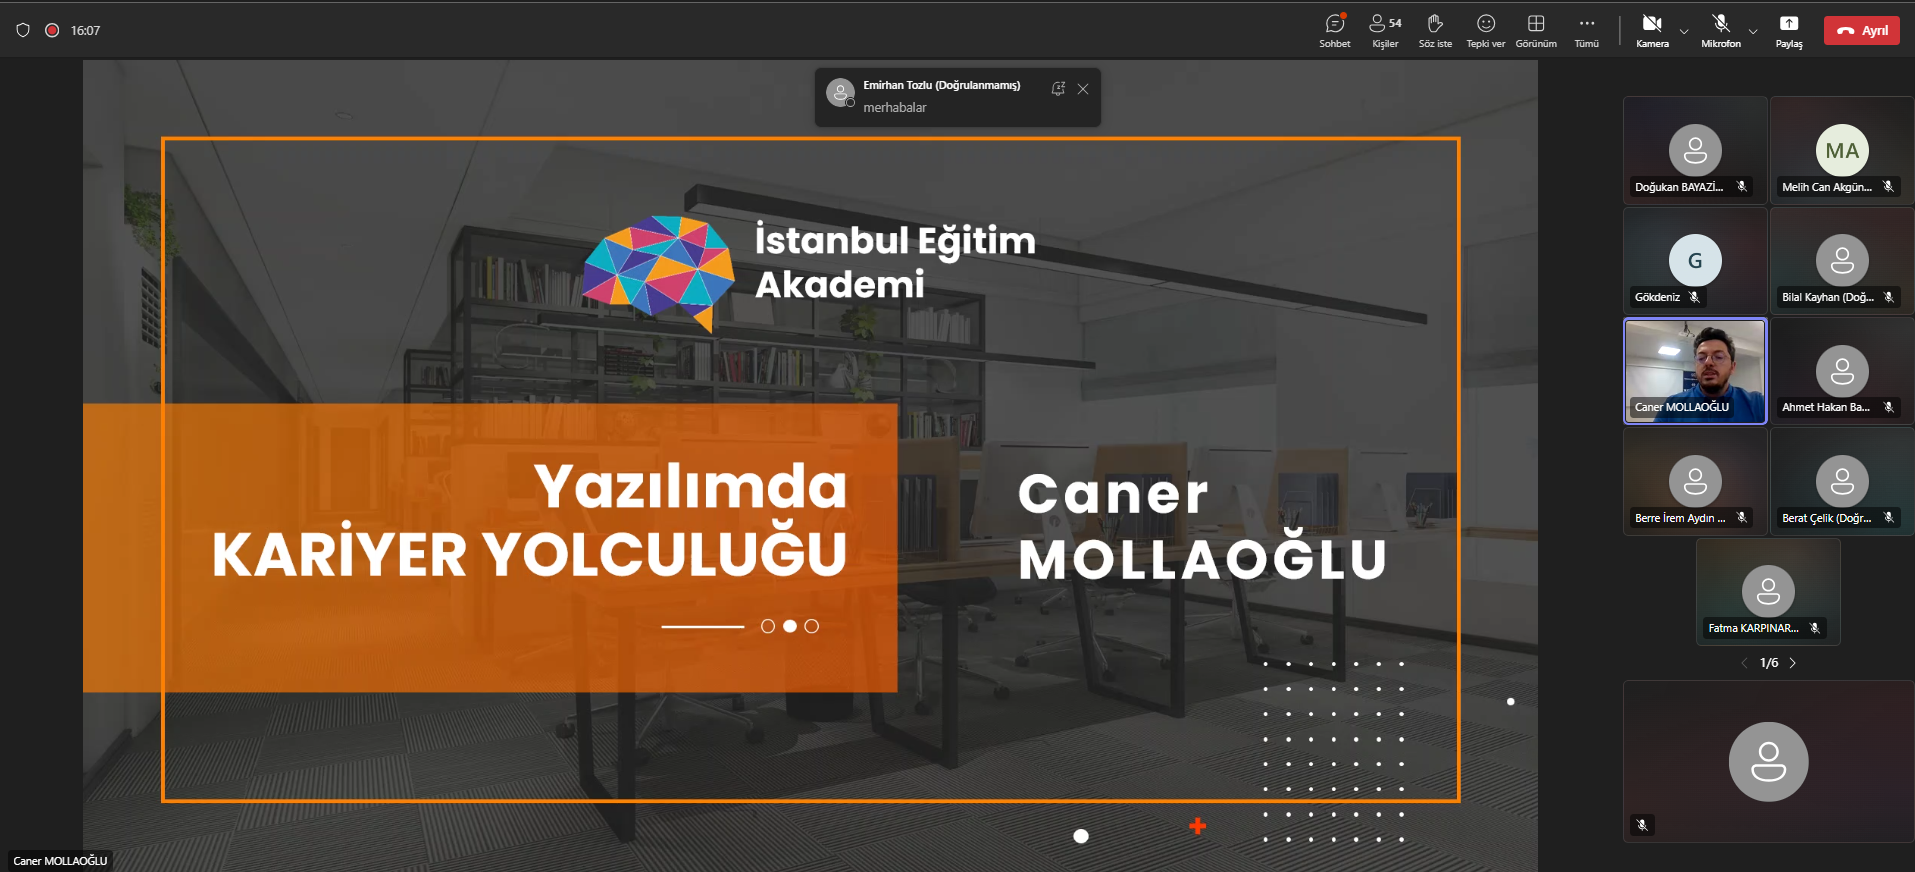 16:07
Sohbet
54
Kişiler
Söz iste
Tepki ver
Görünüm
Tümü
Kamera
Mikrofon
Paylaş
Ayrıl
Emirhan Tozlu (Doğrulanmamış)
merhabalar
İstanbul Eğitim
Akademi
Yazılımda
KARİYER YOLCULUĞU
Caner
MOLLAOĞLU
Doğukan BAYAZİ...
MA
Melih Can Akgün...
G
Gökdeniz
Bilal Kayhan (Doğ...
Caner MOLLAOĞLU
Ahmet Hakan Ba...
Berre İrem Aydın ...
Berat Çelik (Doğr...
Fatma KARPINAR...
1/6
Caner MOLLAOĞLU